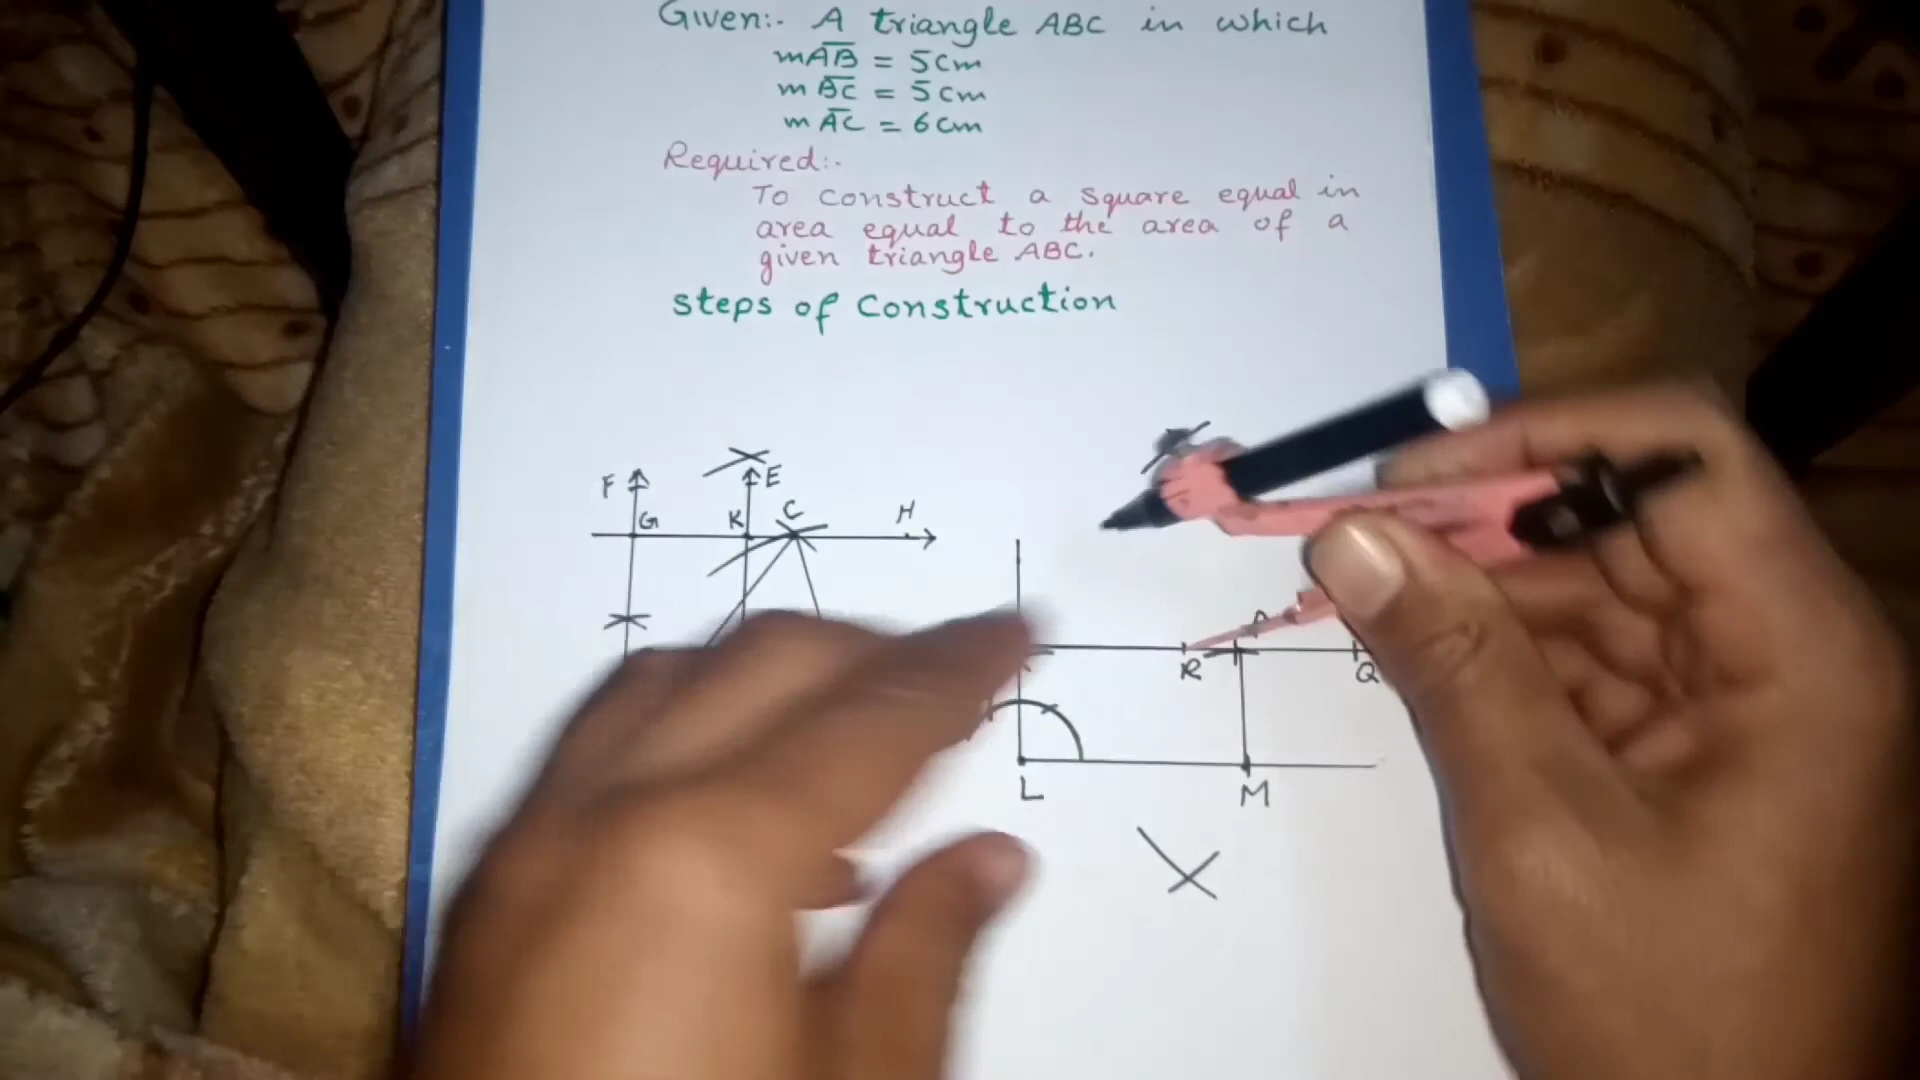 Given:- A triangle ABC in which
mAB = 5cm
mBC = 5cm
mAC = 6cm
Required:-
To construct a square equal in
area equal to the area of a
given triangle ABC.
Steps of Construction
F
E
G
K
C
H
R
Q
L
M